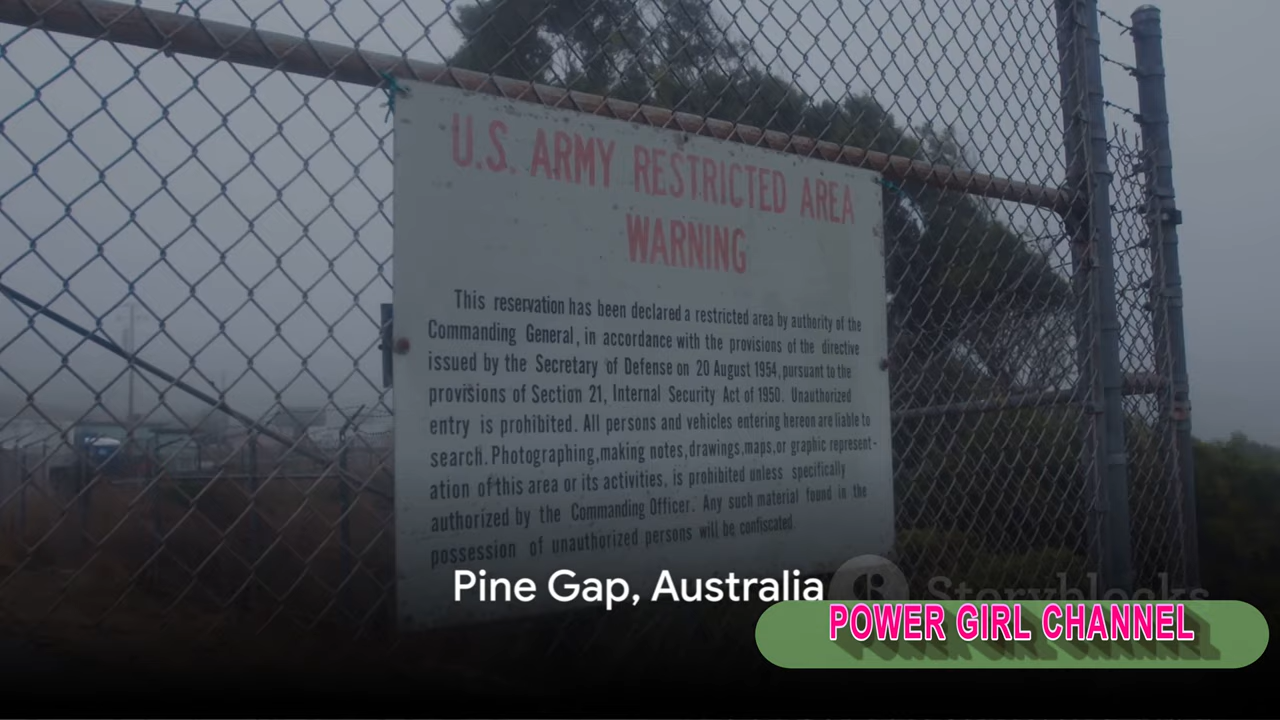 U.S. ARMY RESTRICTED AREA
WARNING
This reservation has been declared a restricted area by authority of the
Commanding General, in accordance with the provisions of the directive
issued by the Secretary of Defense on 20 August 1954, pursuant to the
provisions of Section 21, Internal Security Act of 1950. Unauthorized
entry is prohibited. All persons and vehicles entering hereon are liable to
search. Photographing, making notes, drawings, maps, or graphic represent-
ation of this area or its activities, is prohibited unless specifically
authorized by the Commanding Officer. Any such material found in the
possession of unauthorized persons will be confiscated
Pine Gap, Australia
Storyblocks
POWER GIRL CHANNEL